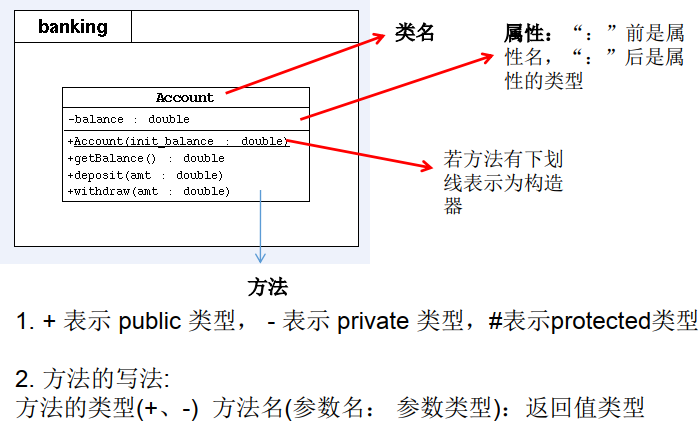 banking
类名
属性：“：”前是属
性名，“：”后是属
性的类型
Account
-balance : double
+Account(init_balance : double)
+getBalance() : double
+deposit(amt : double)
+withdraw(amt : double)
若方法有下划
线表示为构造
器
方法
1. + 表示 public 类型， - 表示 private 类型，#表示protected类型
2. 方法的写法:
方法的类型(+、-) 方法名(参数名： 参数类型)：返回值类型